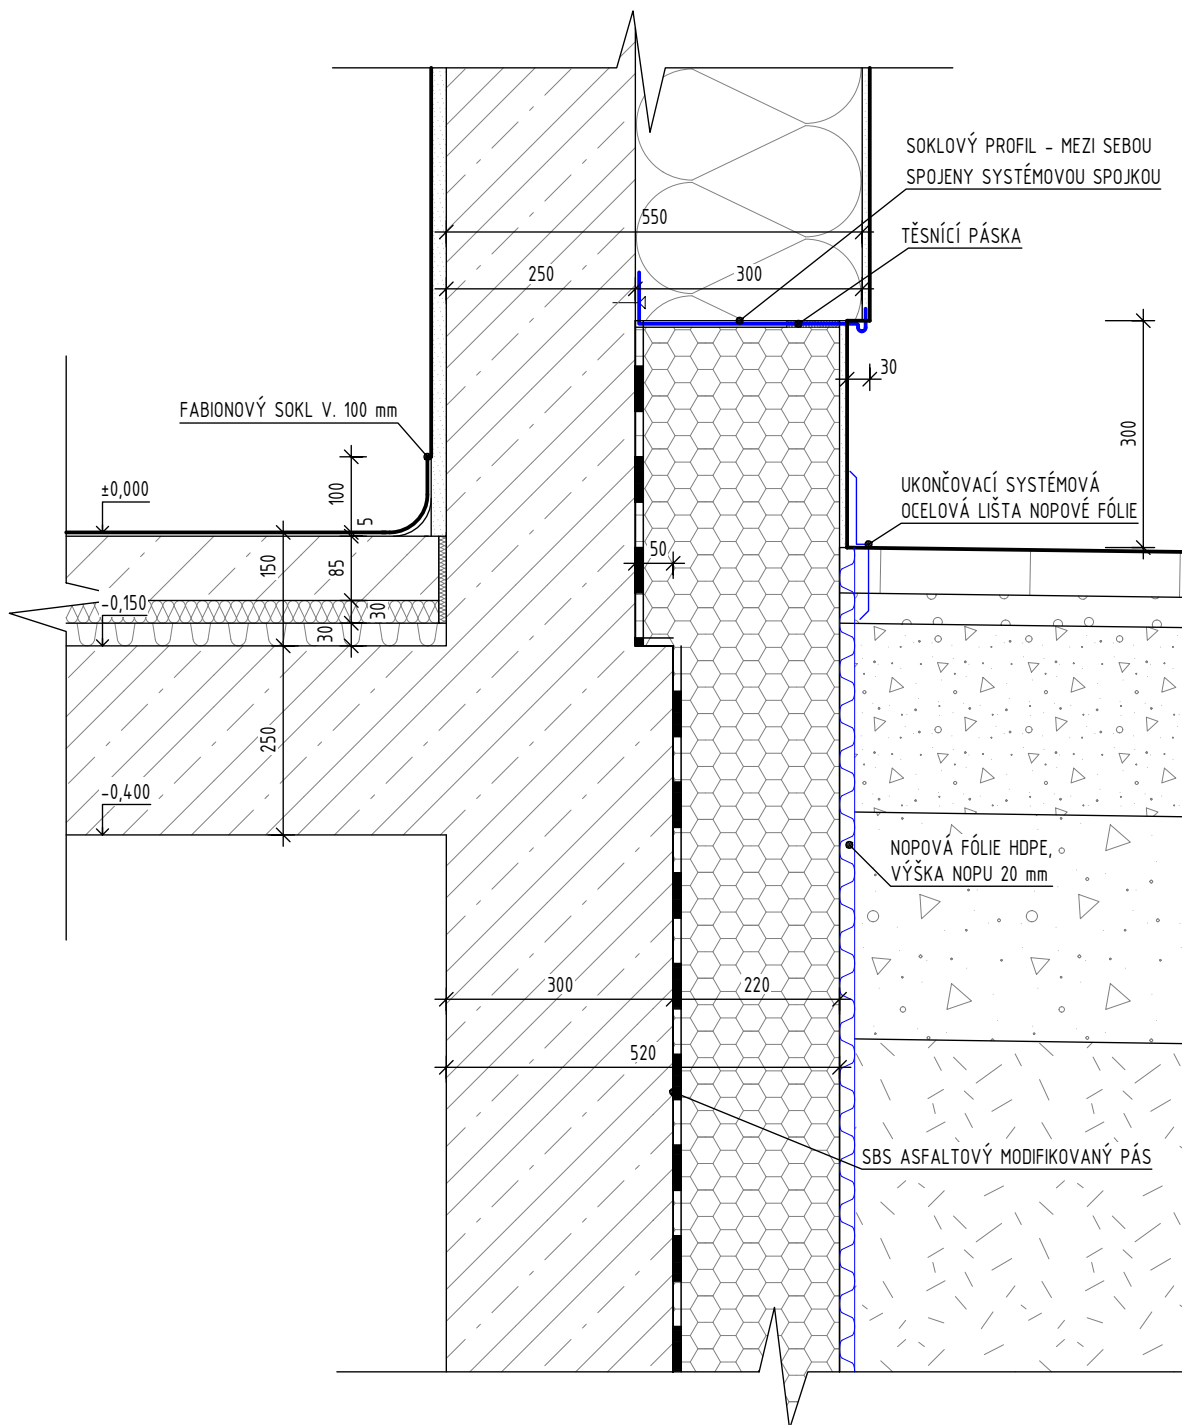 SOKLOVÝ PROFIL - MEZI SEBOU
SPOJENY SYSTÉMOVOU SPOJKOU
550
TĚSNÍCÍ PÁSKA
250
300
30
FABIONOVÝ SOKL V. 100 mm
300
±0,000
100
5
UKONČOVACÍ SYSTÉMOVÁ
OCELOVÁ LIŠTA NOPOVÉ FÓLIE
150
85
50
-0,150
30
30
250
-0,400
NOPOVÁ FÓLIE HDPE,
VÝŠKA NOPU 20 mm
300
220
520
SBS ASFALTOVÝ MODIFIKOVANÝ PÁS